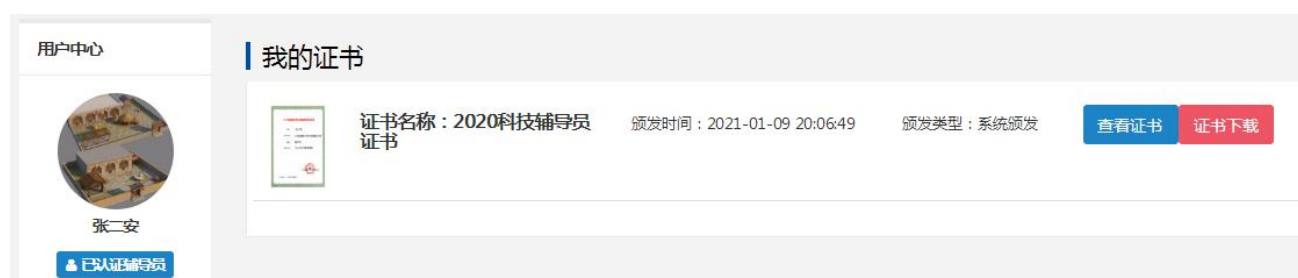 用户中心
我的证书
证书名称：2020科技辅导员
证书
颁发时间：2021-01-09 20:06:49
颁发类型：系统颁发
查看证书
证书下载
张二安
已认证辅导员